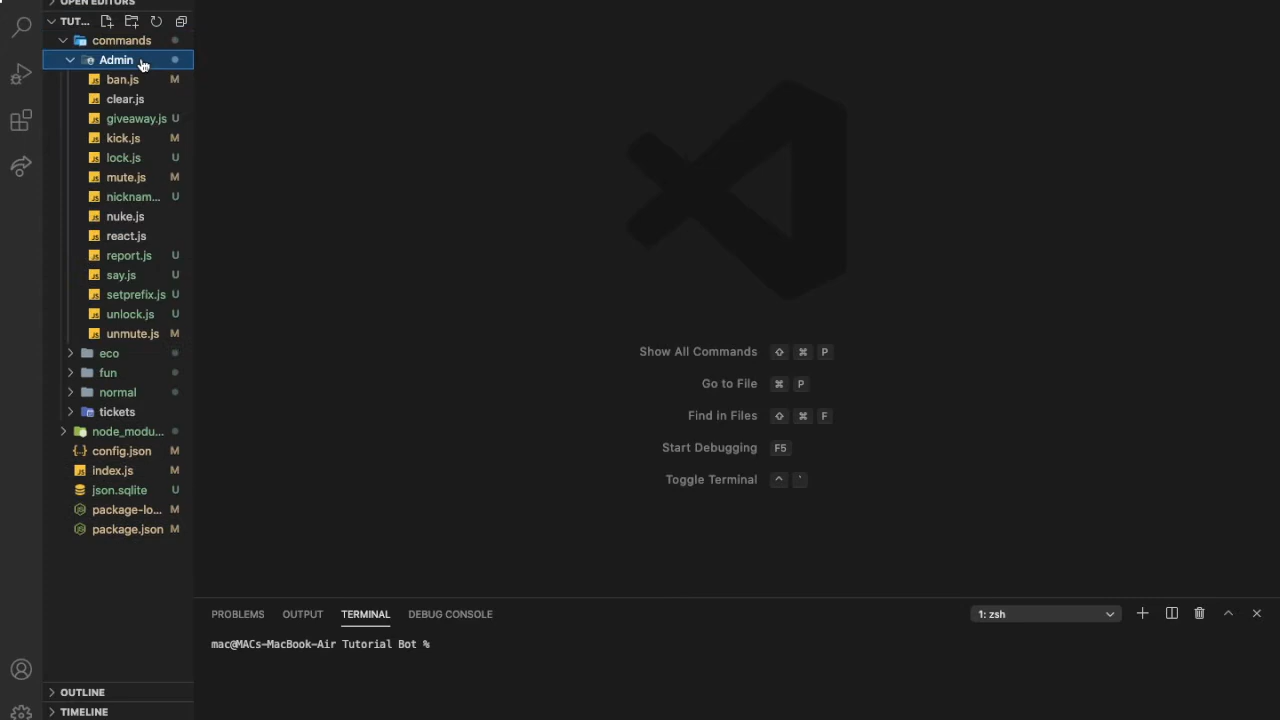 OPEN EDITORS
TUT...
commands
Admin
ban.js M
clear.js
giveaway.js U
kick.js M
lock.js U
mute.js M
nicknam... U
nuke.js
react.js
report.js U
say.js U
setprefix.js U
unlock.js U
unmute.js M
eco
fun
normal
tickets
node_modu...
config.json M
index.js M
json.sqlite U
package-lo... M
package.json M
OUTLINE
TIMELINE
Show All Commands ⇧ ⌘ P
Go to File ⌘ P
Find in Files ⇧ ⌘ F
Start Debugging F5
Toggle Terminal ^ `
PROBLEMS OUTPUT TERMINAL DEBUG CONSOLE 1: zsh
mac@MACs-MacBook-Air Tutorial Bot %